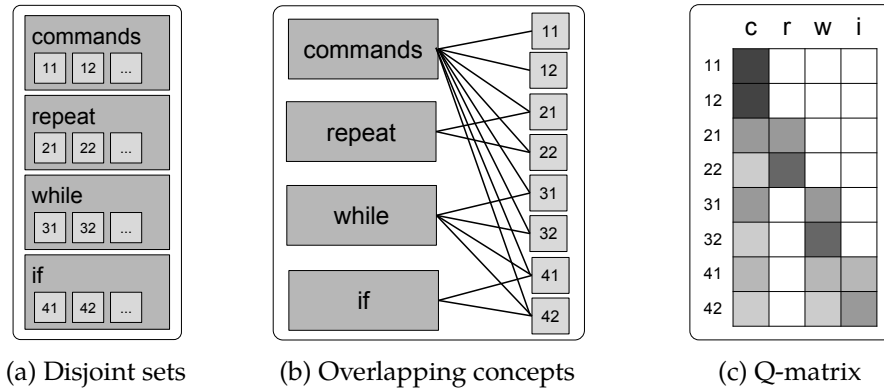 commands
11 12 ...
repeat
21 22 ...
while
31 32 ...
if
41 42 ...
(a) Disjoint sets
commands
repeat
while
if
11
12
21
22
31
32
41
42
(b) Overlapping concepts
c r w i
11
12
21
22
31
32
41
42
(c) Q-matrix